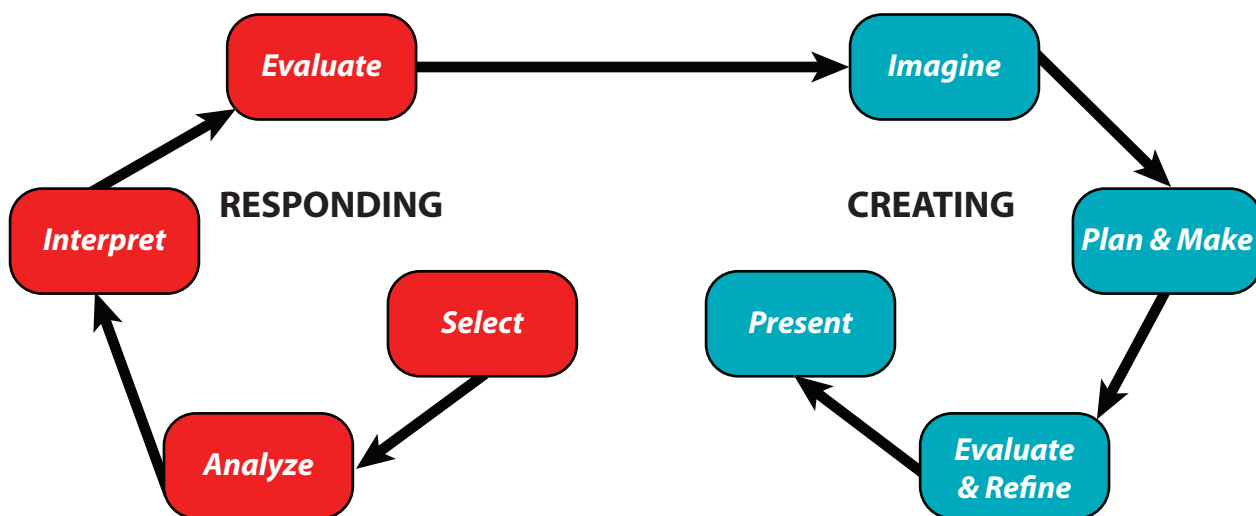 Evaluate
Imagine
RESPONDING
CREATING
Interpret
Plan & Make
Select
Present
Analyze
Evaluate
& Refine